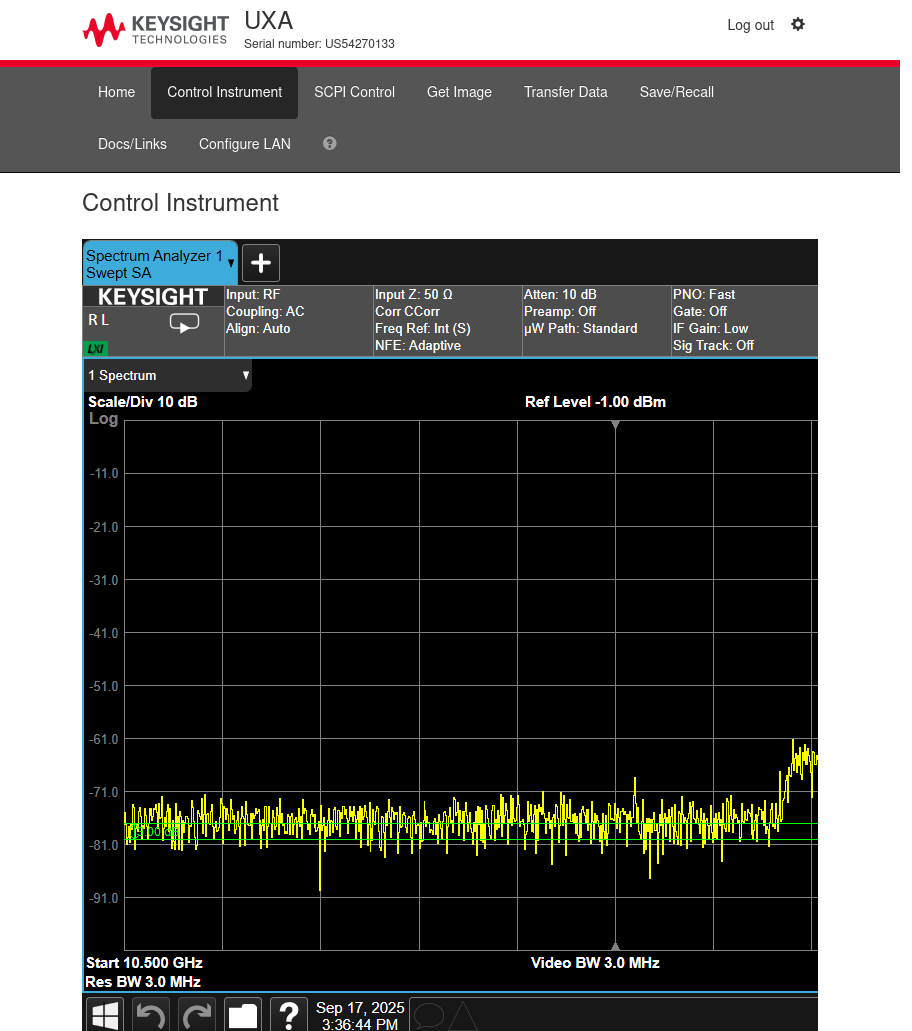 KEYSIGHT
TECHNOLOGIES
UXA
Serial number: US54270133
Log out
Home
Control Instrument
SCPI Control
Get Image
Transfer Data
Save/Recall
Docs/Links
Configure LAN
?
Control Instrument
Spectrum Analyzer 1
Swept SA
+
KEYSIGHT
R L
LXI
Input: RF
Coupling: AC
Align: Auto
Input Z: 50 Ω
Corr CCorr
Freq Ref: Int (S)
NFE: Adaptive
Atten: 10 dB
Preamp: Off
µW Path: Standard
PNO: Fast
Gate: Off
IF Gain: Low
Sig Track: Off
1 Spectrum
Scale/Div 10 dB
Ref Level -1.00 dBm
Log
-11.0
-21.0
-31.0
-41.0
-51.0
-61.0
-71.0
-81.0
-91.0
Start 10.500 GHz
Video BW 3.0 MHz
Res BW 3.0 MHz
?
Sep 17, 2025
3:36:44 PM